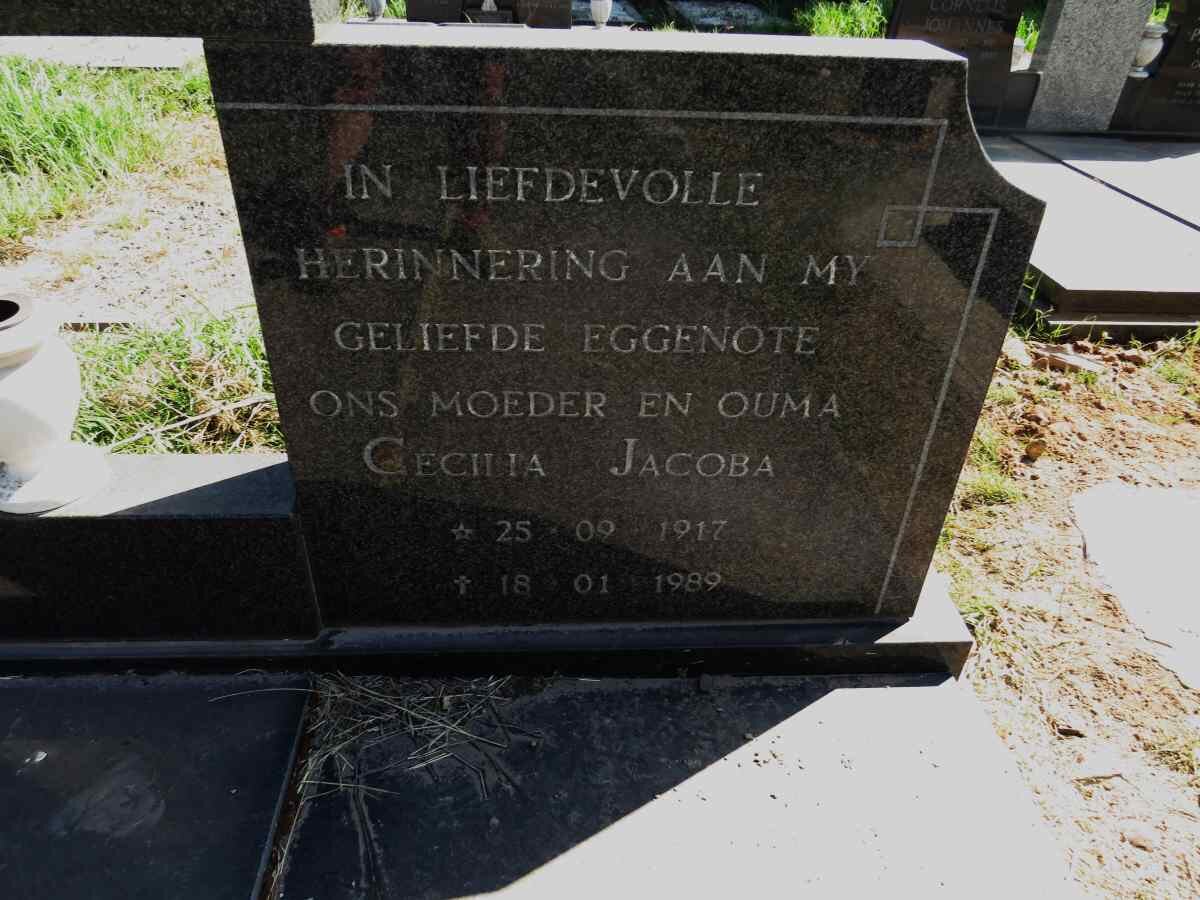 IN LIEFDEVOLLE
HERINNERING AAN MY
GELIEFDE EGGENOTE
ONS MOEDER EN OUMA
CECILIA JACOBA
☆ 25 09 1917
✝ 18 01 1989
JOHANNES